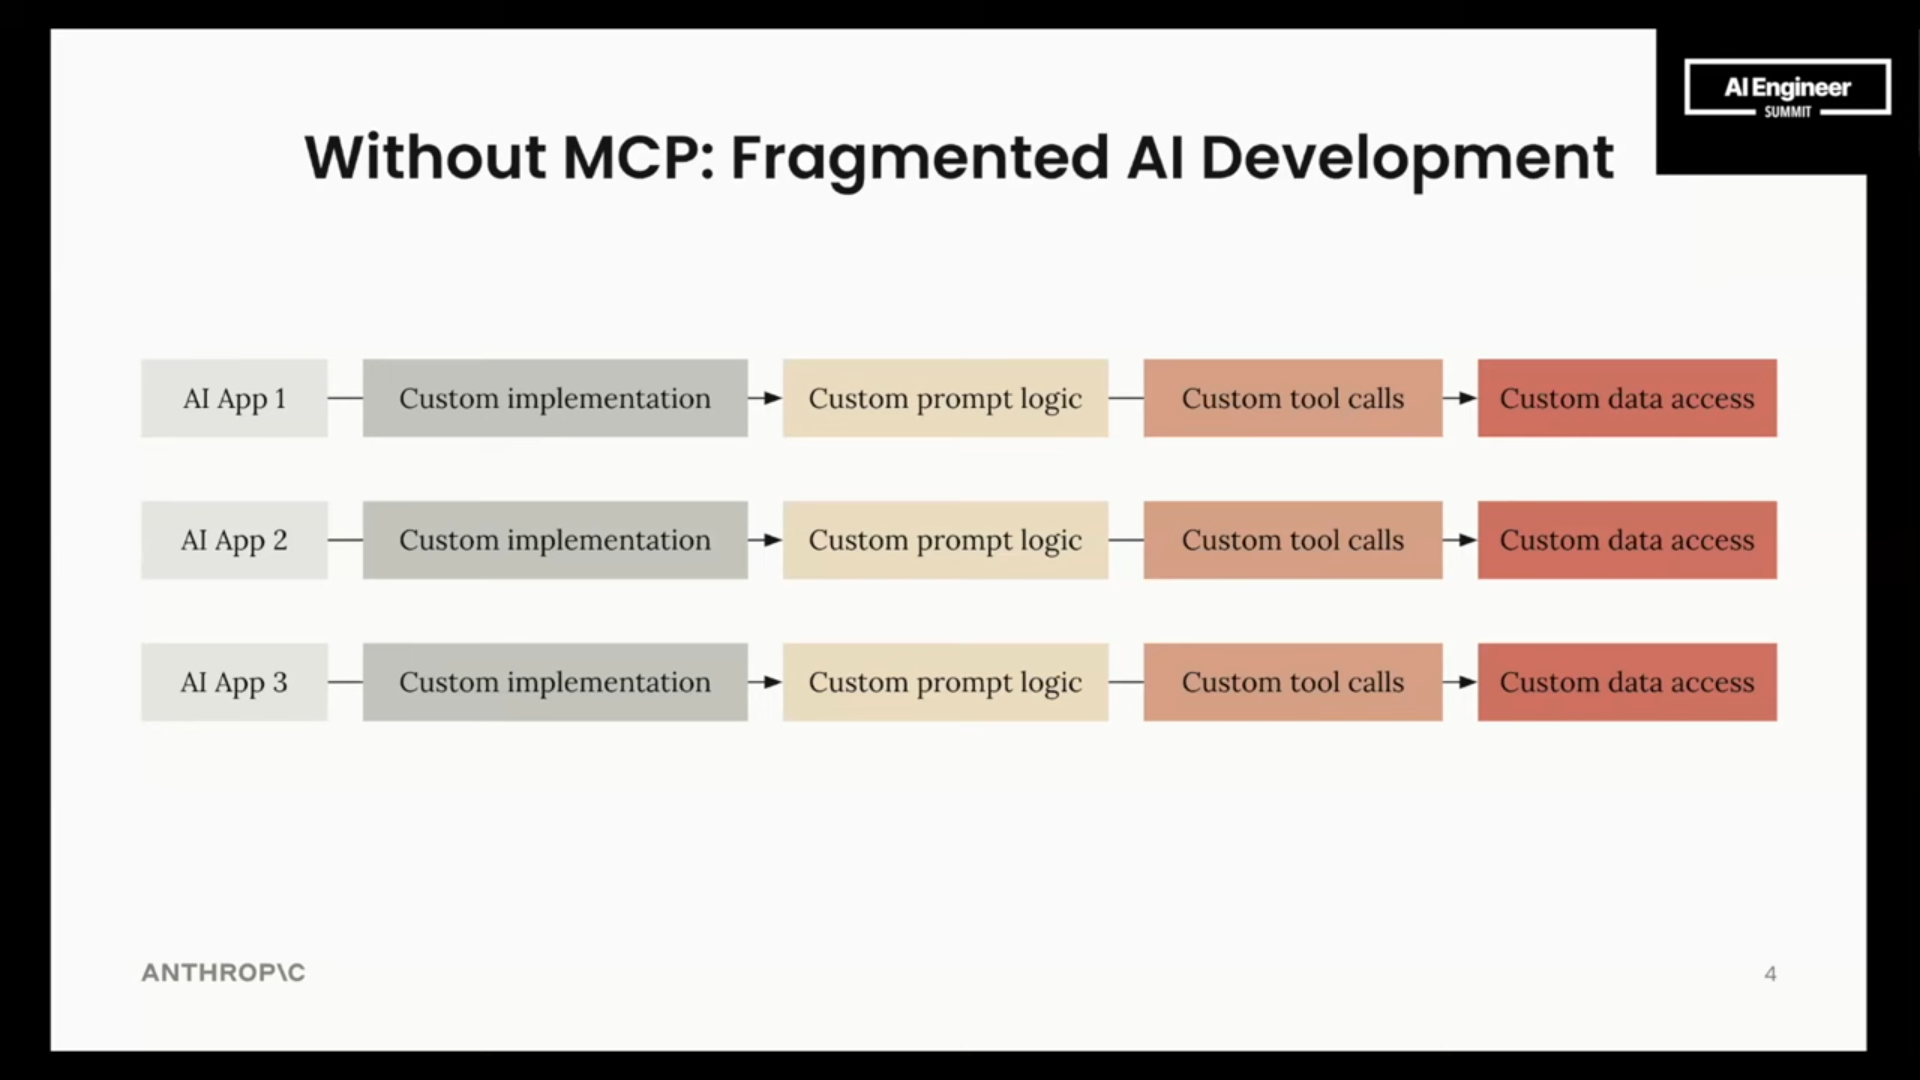 AI Engineer
SUMMIT
Without MCP: Fragmented AI Development
AI App 1 Custom implementation Custom prompt logic Custom tool calls Custom data access
AI App 2 Custom implementation Custom prompt logic Custom tool calls Custom data access
AI App 3 Custom implementation Custom prompt logic Custom tool calls Custom data access
ANTHROP\C
4